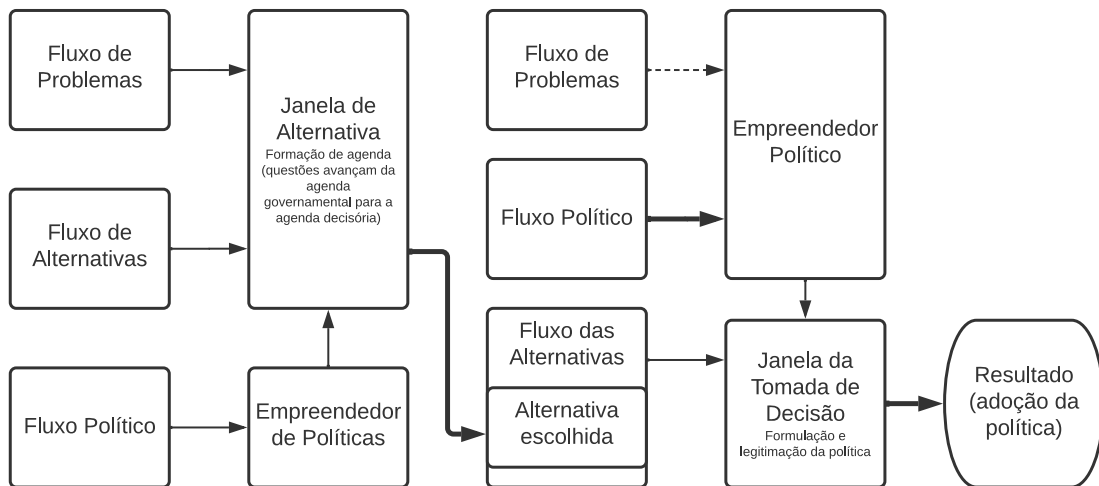 Fluxo de
Problemas
Janela de
Alternativa
Formação de agenda
(questões avançam da
agenda
governamental para a
agenda decisória)
Fluxo de
Alternativas
Fluxo Político
Empreendedor
de Políticas
Fluxo de
Problemas
Empreendedor
Político
Fluxo Político
Fluxo das
Alternativas
Alternativa
escolhida
Janela da
Tomada de
Decisão
Formulação e
legitimação da política
Resultado
(adoção da
política)